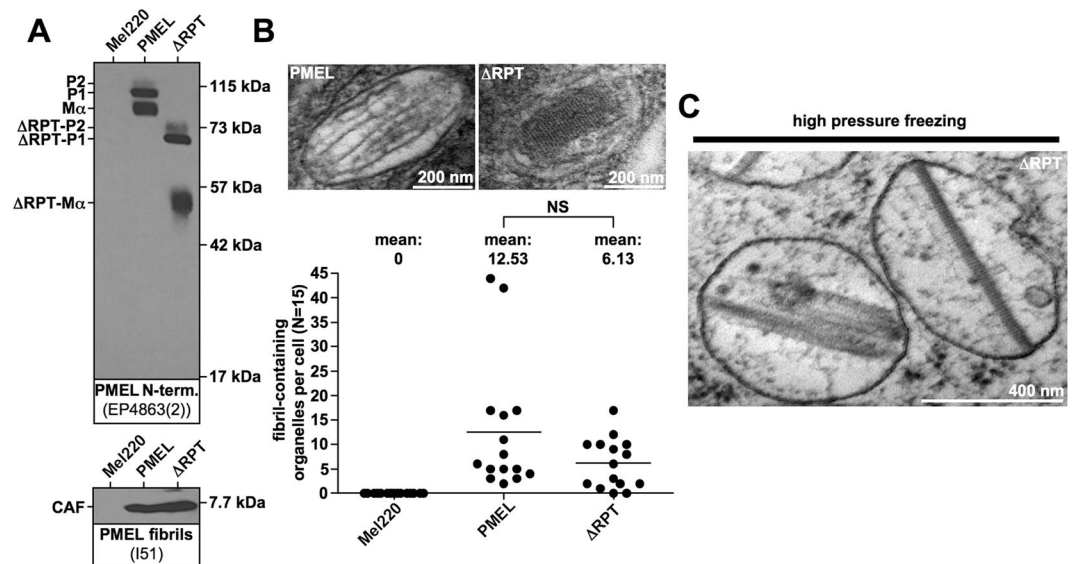 A
Mel220
PMEL
ΔRPT
P2
P1
Mα
ΔRPT-P2
ΔRPT-P1
ΔRPT-Mα
115 kDa
73 kDa
57 kDa
42 kDa
17 kDa
PMEL N-term.
(EP4863(2))
Mel220
PMEL
ΔRPT
CAF
7.7 kDa
PMEL fibrils
(I51)
B
PMEL
200 nm
ΔRPT
200 nm
NS
mean:
0
mean:
12.53
mean:
6.13
fibril-containing
organelles per cell (N=15)
45
40
35
30
25
20
15
10
5
0
Mel220
PMEL
ΔRPT
C
high pressure freezing
ΔRPT
400 nm